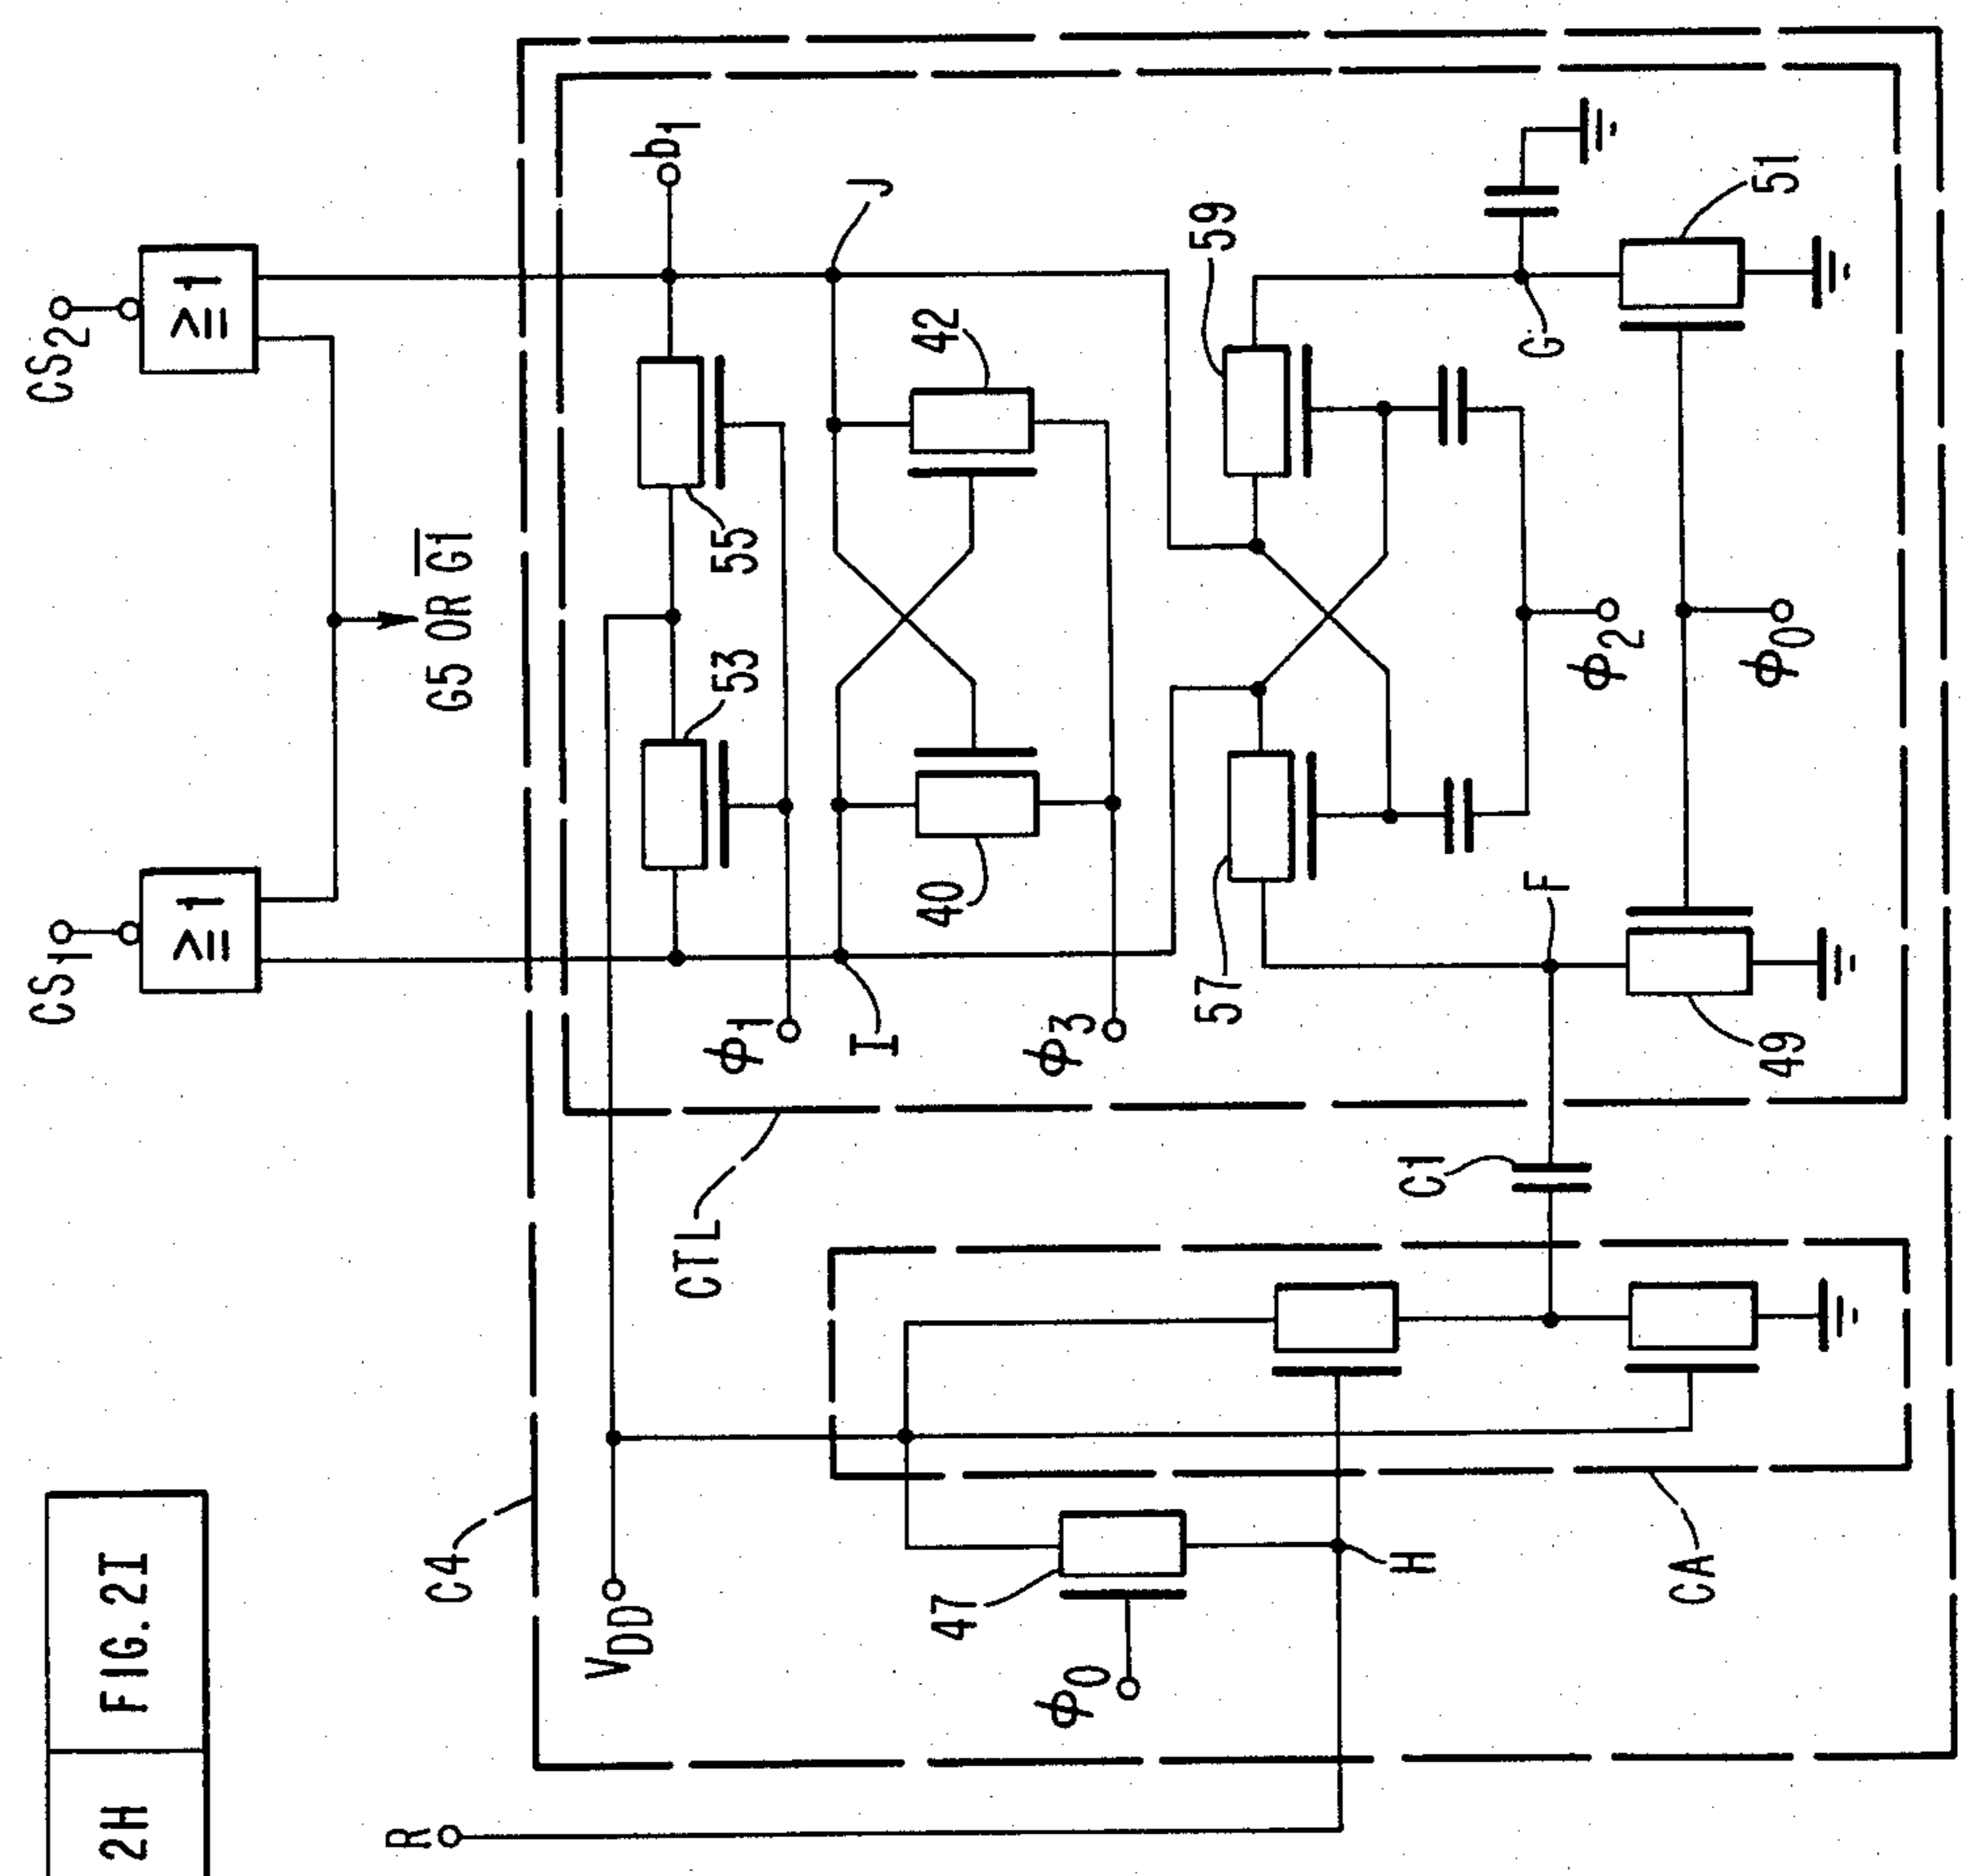 CS2
≥1
b1
J
CS1
≥1
G5 OR G1
55
53
42
40
59
57
ϕ1
I
ϕ3
G
51
ϕ2
ϕ0
F
49
CTL
C1
C4
VDD
47
ϕ0
H
CA
R
2H
FIG.2I